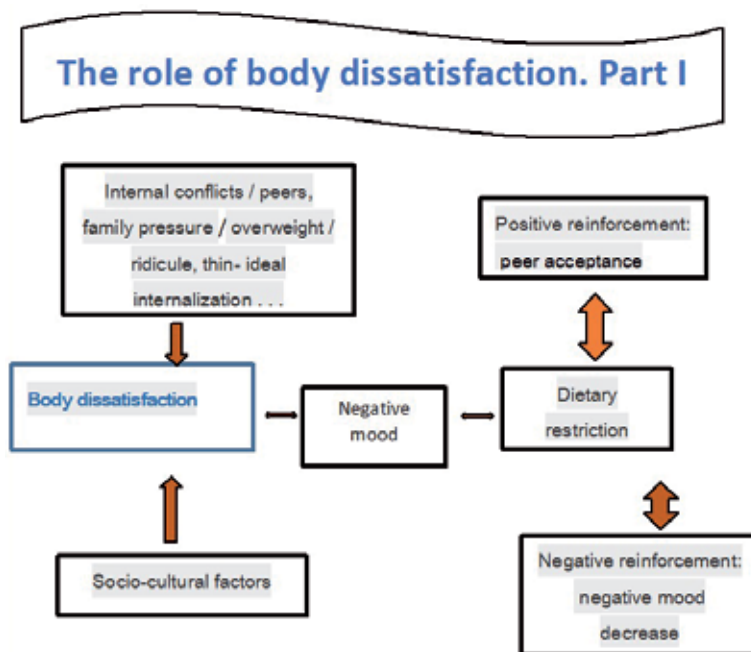 The role of body dissatisfaction. Part I
Internal conflicts / peers,
family pressure / overweight /
ridicule, thin- ideal
internalization . . .
Positive reinforcement:
peer acceptance
Body dissatisfaction
Negative
mood
Dietary
restriction
Socio-cultural factors
Negative reinforcement:
negative mood
decrease